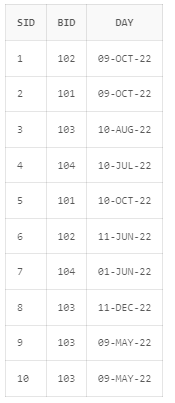 SID BID DAY
1 102 09-OCT-22
2 101 09-OCT-22
3 103 10-AUG-22
4 104 10-JUL-22
5 101 10-OCT-22
6 102 11-JUN-22
7 104 01-JUN-22
8 103 11-DEC-22
9 103 09-MAY-22
10 103 09-MAY-22